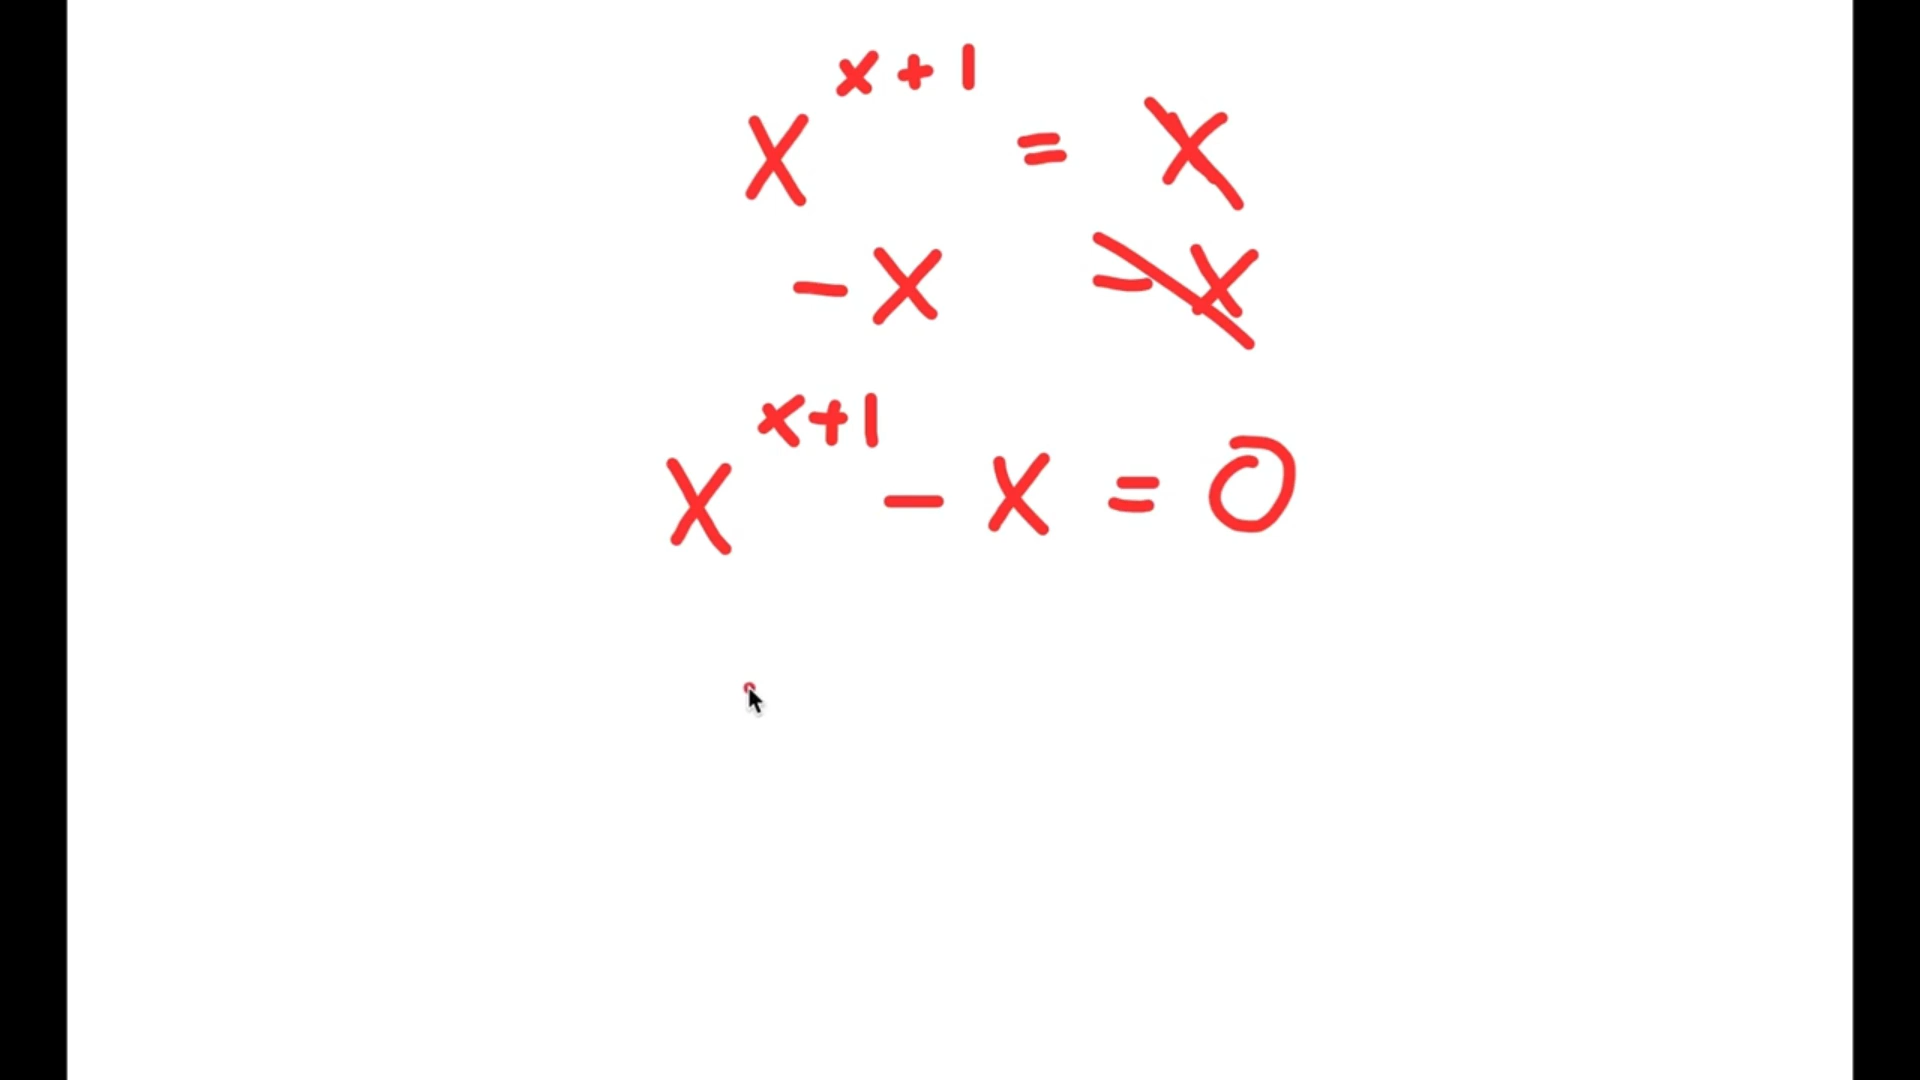 x^{x+1} = x
- x - x
x^{x+1} - x = 0